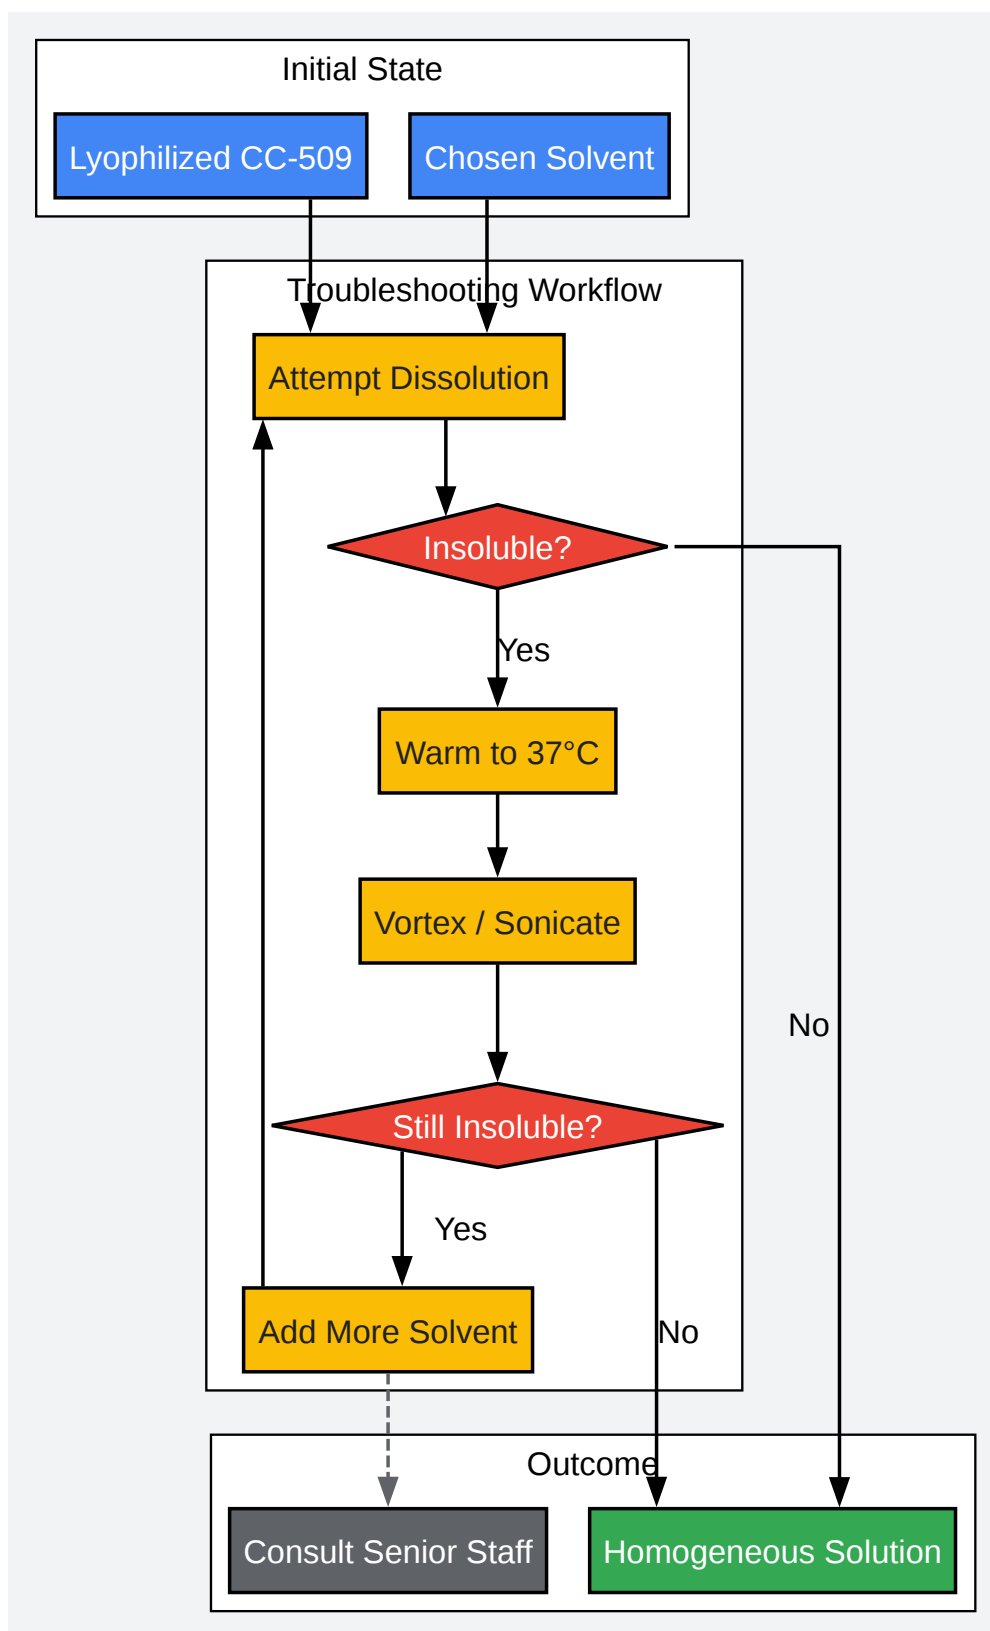 Initial State
Lyophilized CC-509
Chosen Solvent
Troubleshooting Workflow
Attempt Dissolution
Insoluble?
Yes
Warm to 37°C
Vortex / Sonicate
No
Still Insoluble?
Yes
Add More Solvent
No
Outcome
Consult Senior Staff
Homogeneous Solution